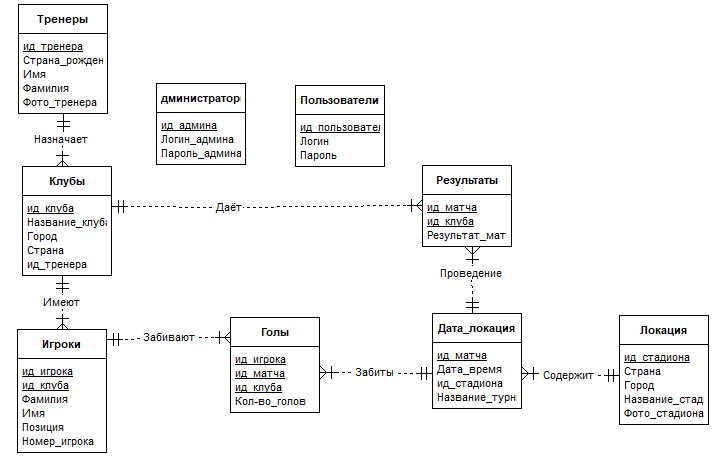 Тренеры
ид_тренера
Страна_рожден
Имя
Фамилия
Фото_тренера
дминистратор
ид_админа
Логин_админа
Пароль_админа
Пользователи
ид_пользовате
Логин
Пароль
Назначает
Клубы
ид_клуба
Название_клуба
Город
Страна
ид_тренера
Даёт
Результаты
ид_матча
ид_клуба
Результат_мат
Имеют
Проведение
Игроки
ид_игрока
ид_клуба
Фамилия
Имя
Позиция
Номер_игрока
Забивают
Голы
ид_игрока
ид_матча
ид_клуба
Кол-во_голов
Забиты
Дата_локация
ид_матча
Дата_время
ид_стадиона
Название_турн
Содержит
Локация
ид_стадиона
Страна
Город
Название_стад
Фото_стадиона